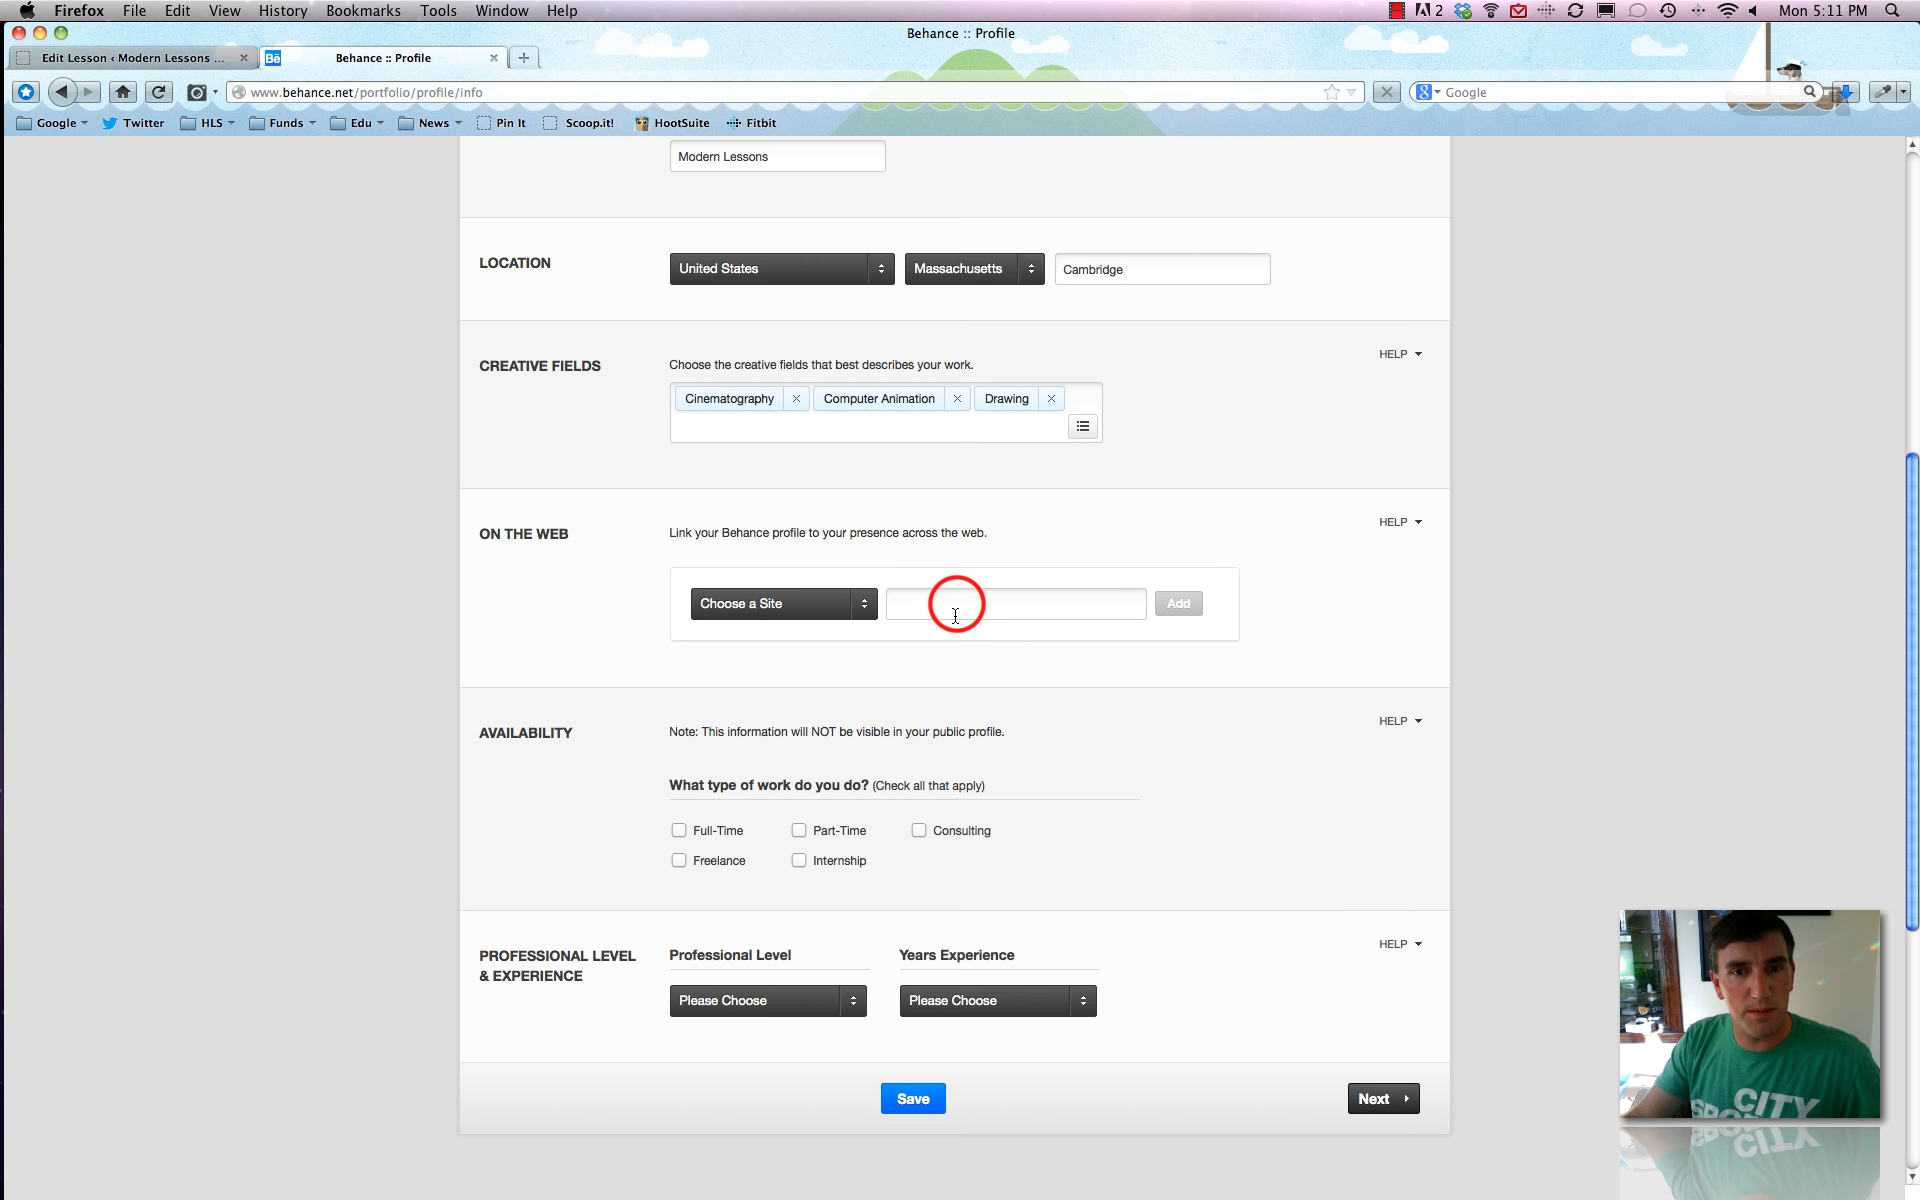 Firefox File Edit View History Bookmarks Tools Window Help 2 Mon 5:11 PM
Behance :: Profile
Edit Lesson ‹ Modern Lessons ... Bē Behance :: Profile
www.behance.net/portfolio/profile/info Google
Google Twitter HLS Funds Edu News Pin It Scoop.it! HootSuite Fitbit
Modern Lessons
LOCATION United States Massachusetts Cambridge
HELP
CREATIVE FIELDS Choose the creative fields that best describes your work.
Cinematography Computer Animation Drawing
HELP
ON THE WEB Link your Behance profile to your presence across the web.
Choose a Site Add
HELP
AVAILABILITY Note: This information will NOT be visible in your public profile.
What type of work do you do? (Check all that apply)
Full-Time Part-Time Consulting
Freelance Internship
HELP
PROFESSIONAL LEVEL Professional Level Years Experience
& EXPERIENCE
Please Choose Please Choose
Save Next
CITY